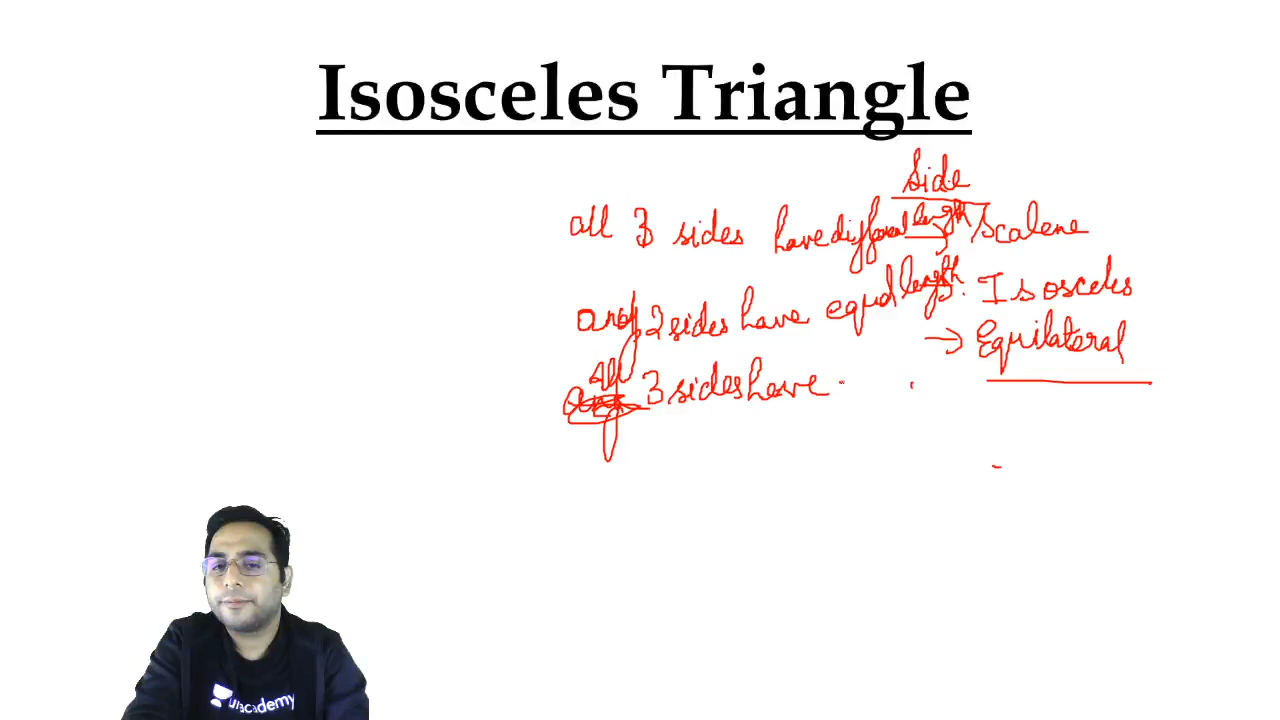 Isosceles Triangle
Side
all 3 sides have different length → Scalene
any 2 sides have equal length. Isosceles
→ Equilateral
All 3 sides have
unacademy